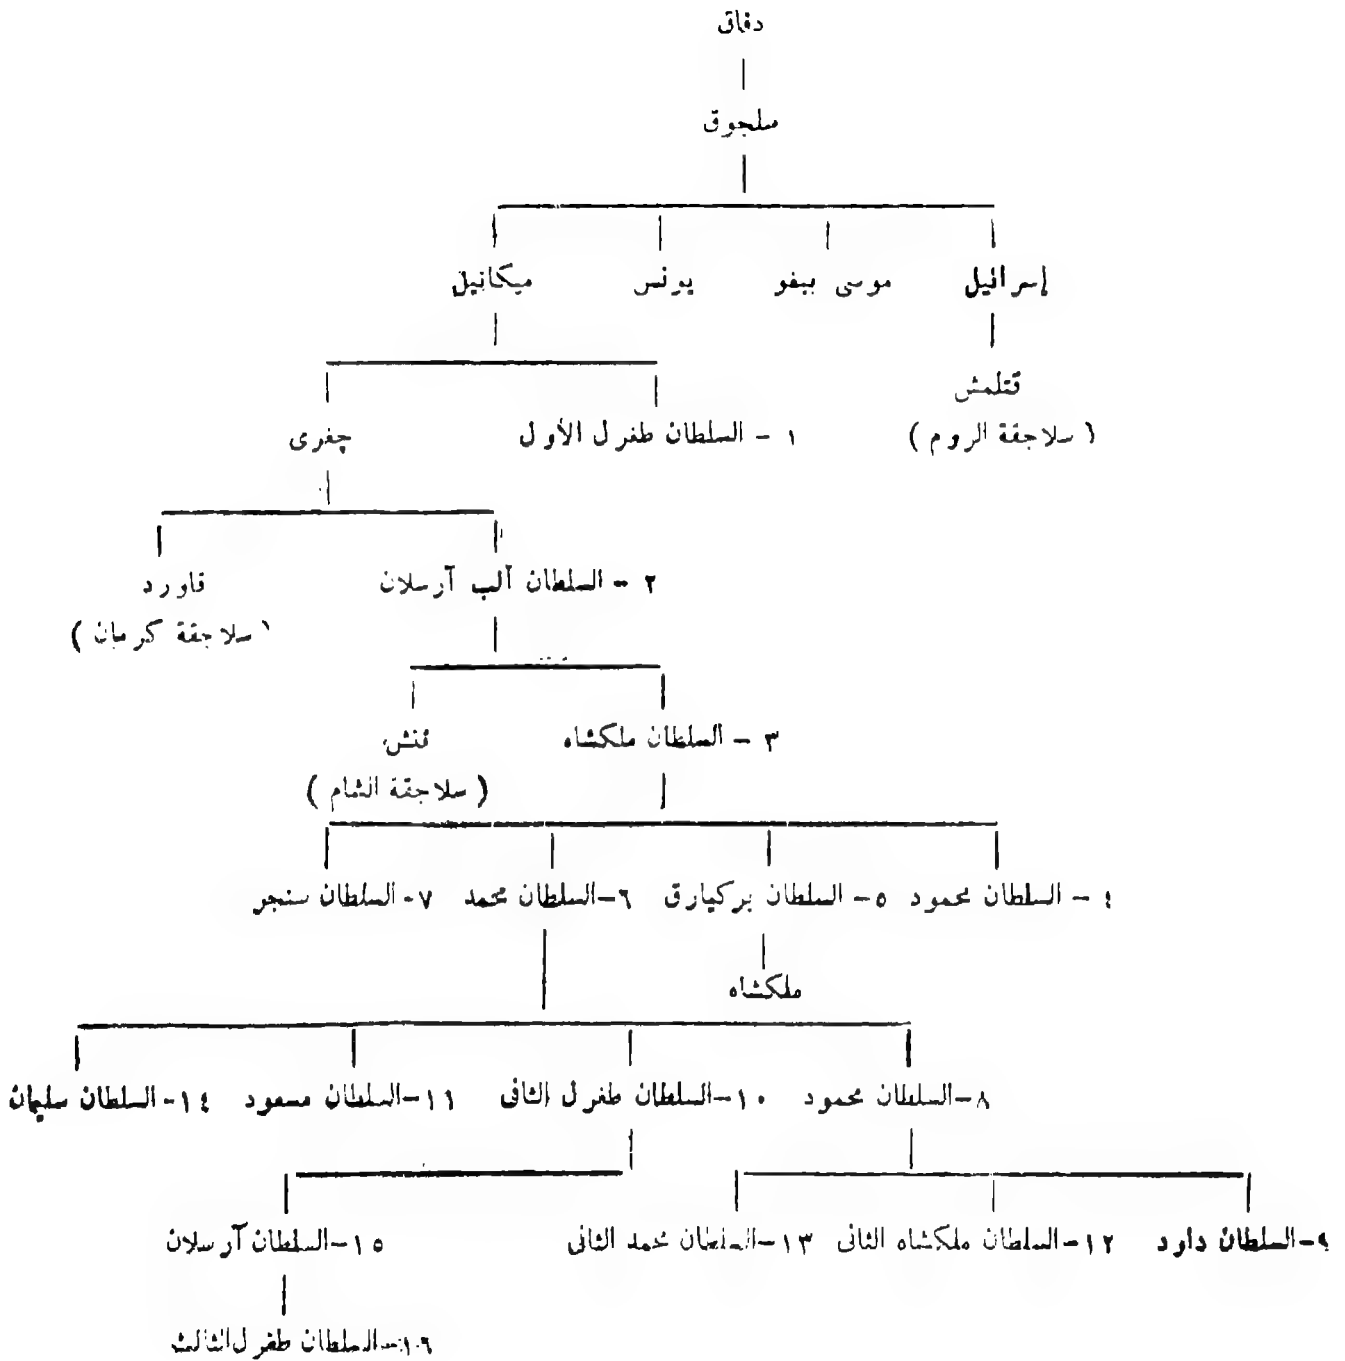 دقاق
سلجوق
إسرائيل موسى بيغو يونس ميكائيل
قتلمش
( سلاجقة الروم ) ١ - السلطان طغرل الأول چغرى
٢ - السلطان ألب آرسلان قاورد
( سلاجقة كرمان )
٣ - السلطان ملكشاه تتش
( سلاجقة الشام )
٤ - السلطان محمود ٥ - السلطان بركيارق ٦-السلطان محمد ٧- السلطان سنجر
ملكشاه
٨-السلطان محمود ١٠-السلطان طغرل الثانى ١١-السلطان مسعود ١٤-السلطان سليمان
٩-السلطان داود ١٢-السلطان ملكشاه الثانى ١٣-السلطان محمد الثانى ١٥-السلطان آرسلان
١٦-السلطان طغرل الثالث